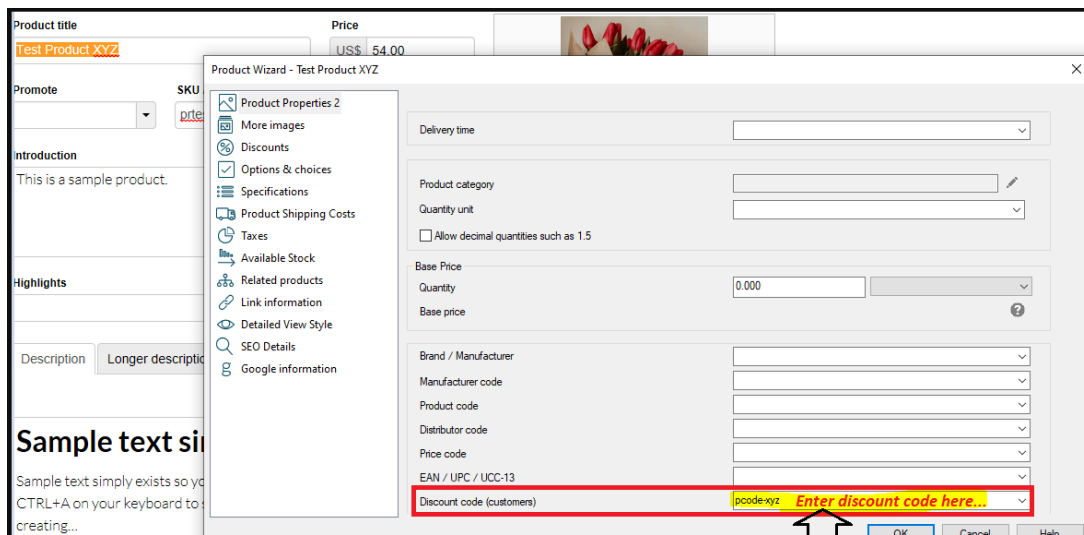 Product title
Price
Test Product XYZ
US$ 54.00
Product Wizard - Test Product XYZ
Promote
SKU
prte
Introduction
This is a sample product.
Highlights
Description
Longer descriptio
Sample text si
Sample text simply exists so yo
CTRL+A on your keyboard to s
creating...
Product Properties 2
More images
Discounts
Options & choices
Specifications
Product Shipping Costs
Taxes
Available Stock
Related products
Link information
Detailed View Style
SEO Details
Google information
Delivery time
Product category
Quantity unit
Allow decimal quantities such as 1.5
Base Price
Quantity
0.000
Base price
Brand / Manufacturer
Manufacturer code
Product code
Distributor code
Price code
EAN / UPC / UCC-13
Discount code (customers)
pcode-xyz Enter discount code here...
OK
Cancel
Help